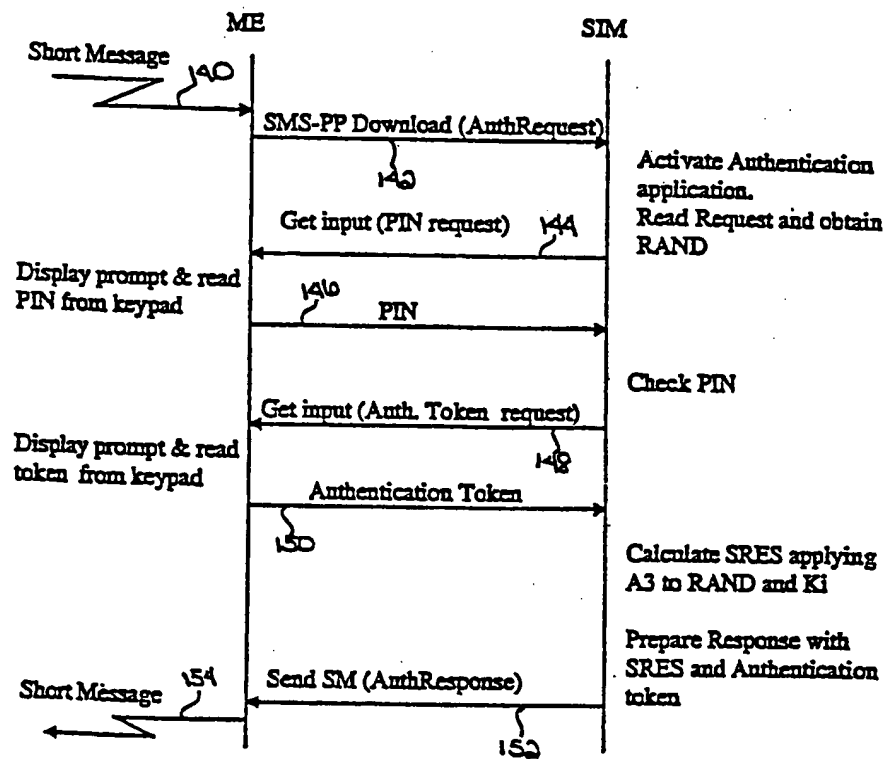 ME
SIM
Short Message
140
SMS-PP Download (AuthRequest)
142
Activate Authentication
application.
Read Request and obtain
RAND
Get input (PIN request)
144
Display prompt & read
PIN from keypad
146
PIN
Check PIN
Get input (Auth. Token request)
148
Display prompt & read
token from keypad
Authentication Token
150
Calculate SRES applying
A3 to RAND and Ki
Prepare Response with
SRES and Authentication
token
Send SM (AuthResponse)
152
Short Message
154